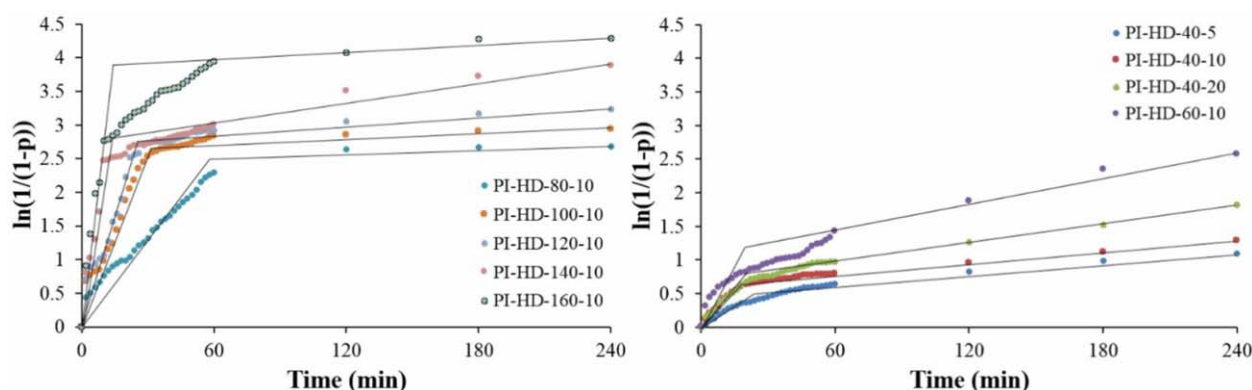 ln(1/(1-p))
4.5
4
3.5
3
2.5
2
1.5
1
0.5
0
0
60
120
180
240
Time (min)
PI-HD-80-10
PI-HD-100-10
PI-HD-120-10
PI-HD-140-10
PI-HD-160-10
ln(1/(1-p))
4.5
4
3.5
3
2.5
2
1.5
1
0.5
0
0
60
120
180
240
Time (min)
PI-HD-40-5
PI-HD-40-10
PI-HD-40-20
PI-HD-60-10